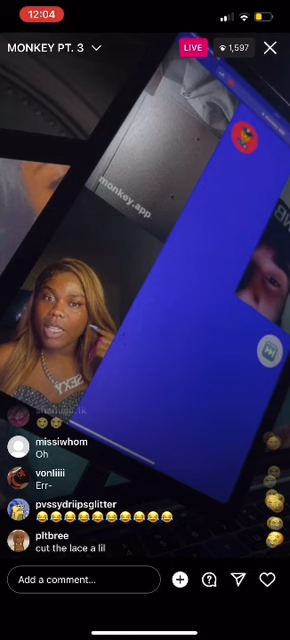 12:04
MONKEY PT. 3
LIVE
1,597
monkey.app
SEXY
missiwhom
Oh
vonliiii
Err-
pvssydriipsglitter
😂😂😂😂😂😂😂😂😂😂😂
pltbree
cut the lace a lil
Add a comment...